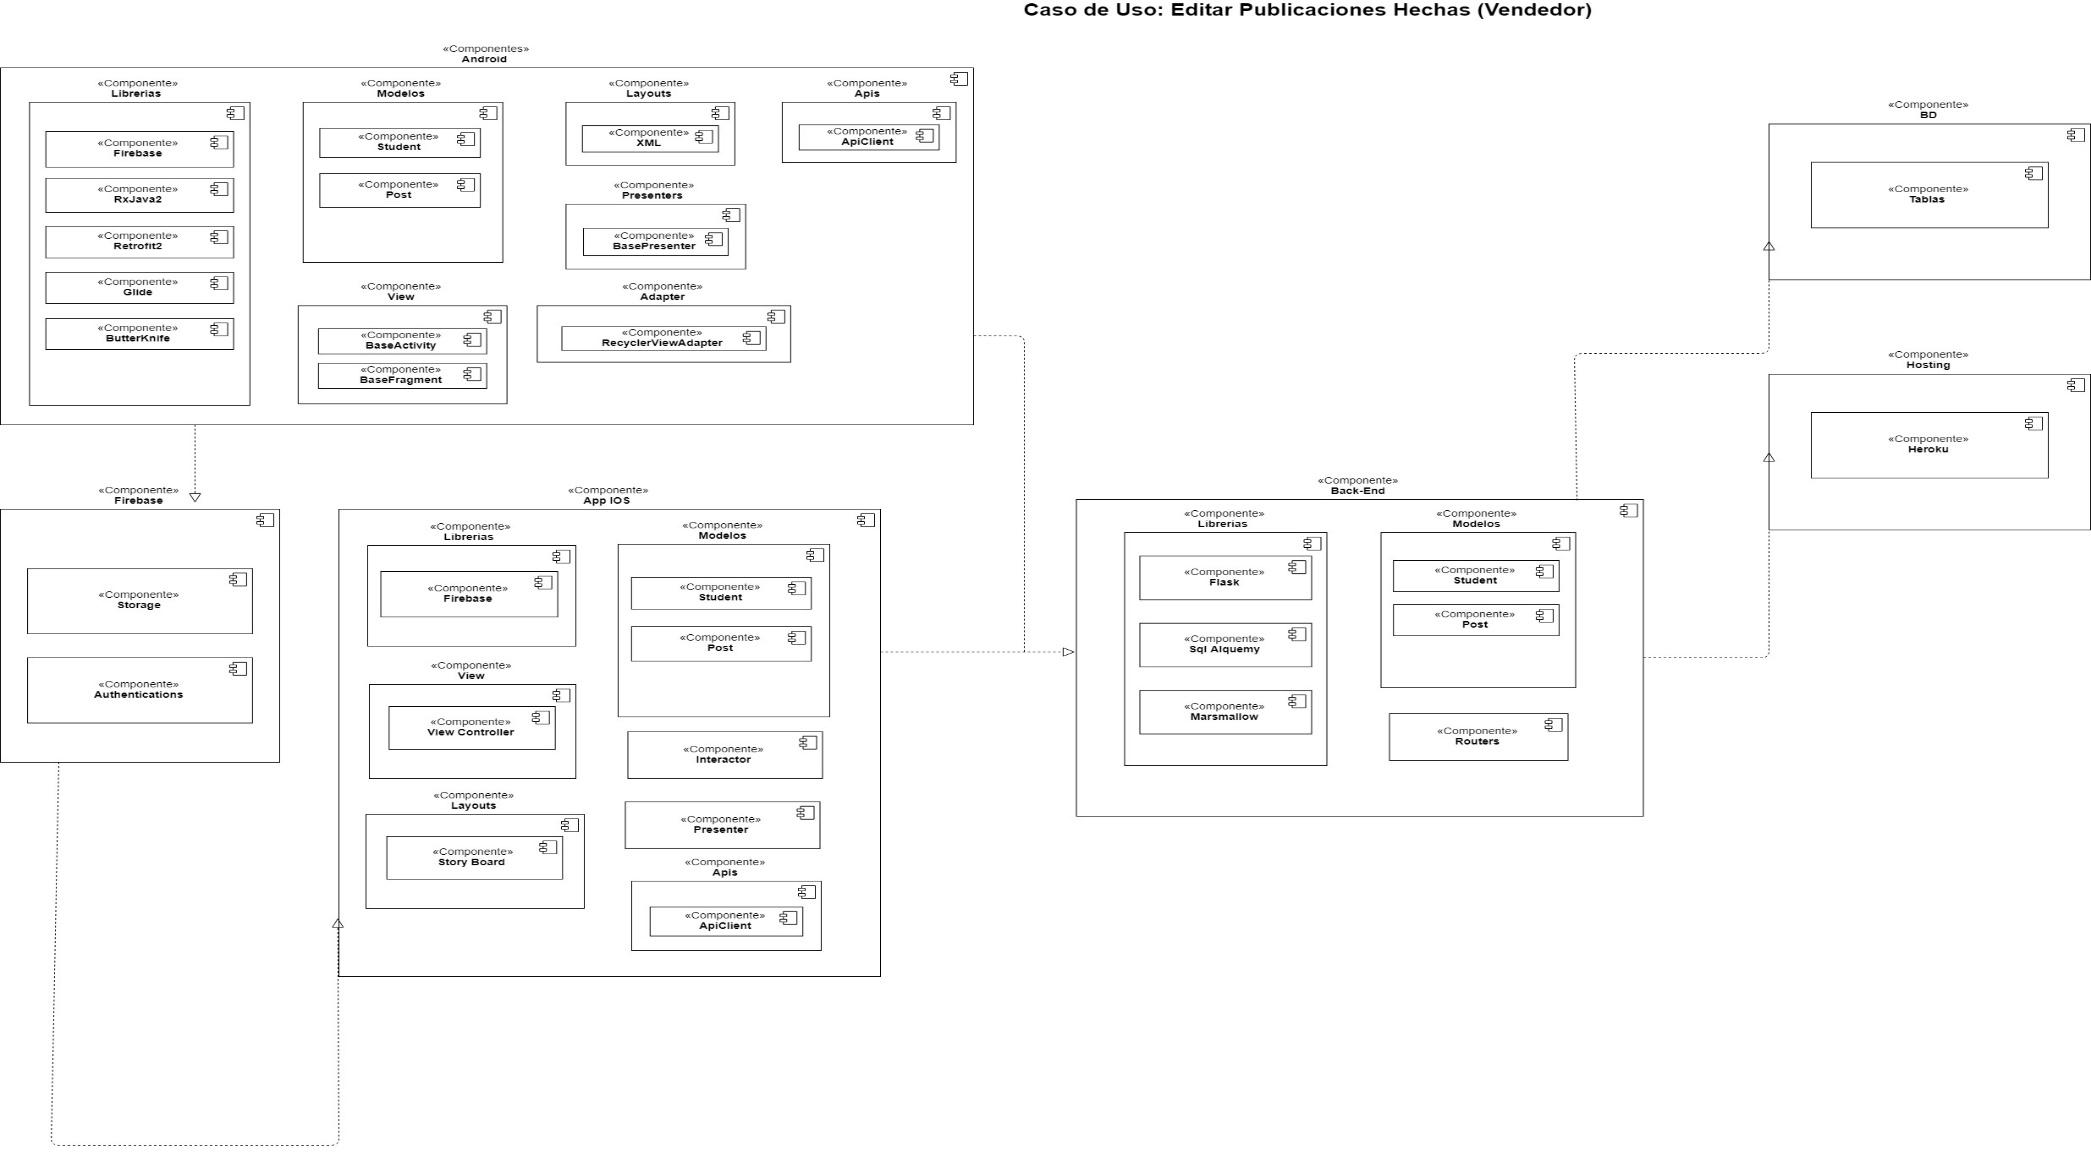 Caso de Uso: Editar Publicaciones Hechas (Vendedor)
«Componentes»
Android
«Componente»
Librerias
«Componente»
Firebase
«Componente»
RxJava2
«Componente»
Retrofit2
«Componente»
Glide
«Componente»
ButterKnife
«Componente»
Modelos
«Componente»
Student
«Componente»
Post
«Componente»
View
«Componente»
BaseActivity
«Componente»
BaseFragment
«Componente»
Layouts
«Componente»
XML
«Componente»
Presenters
«Componente»
BasePresenter
«Componente»
Adapter
«Componente»
RecyclerViewAdapter
«Componente»
Apis
«Componente»
ApiClient
«Componente»
Firebase
«Componente»
Storage
«Componente»
Authentications
«Componente»
App IOS
«Componente»
Librerias
«Componente»
Firebase
«Componente»
View
«Componente»
View Controller
«Componente»
Layouts
«Componente»
Story Board
«Componente»
Modelos
«Componente»
Student
«Componente»
Post
«Componente»
Interactor
«Componente»
Presenter
«Componente»
Apis
«Componente»
ApiClient
«Componente»
Back-End
«Componente»
Librerias
«Componente»
Flask
«Componente»
Sql Alquemy
«Componente»
Marsmallow
«Componente»
Modelos
«Componente»
Student
«Componente»
Post
«Componente»
Routers
«Componente»
BD
«Componente»
Tablas
«Componente»
Hosting
«Componente»
Heroku